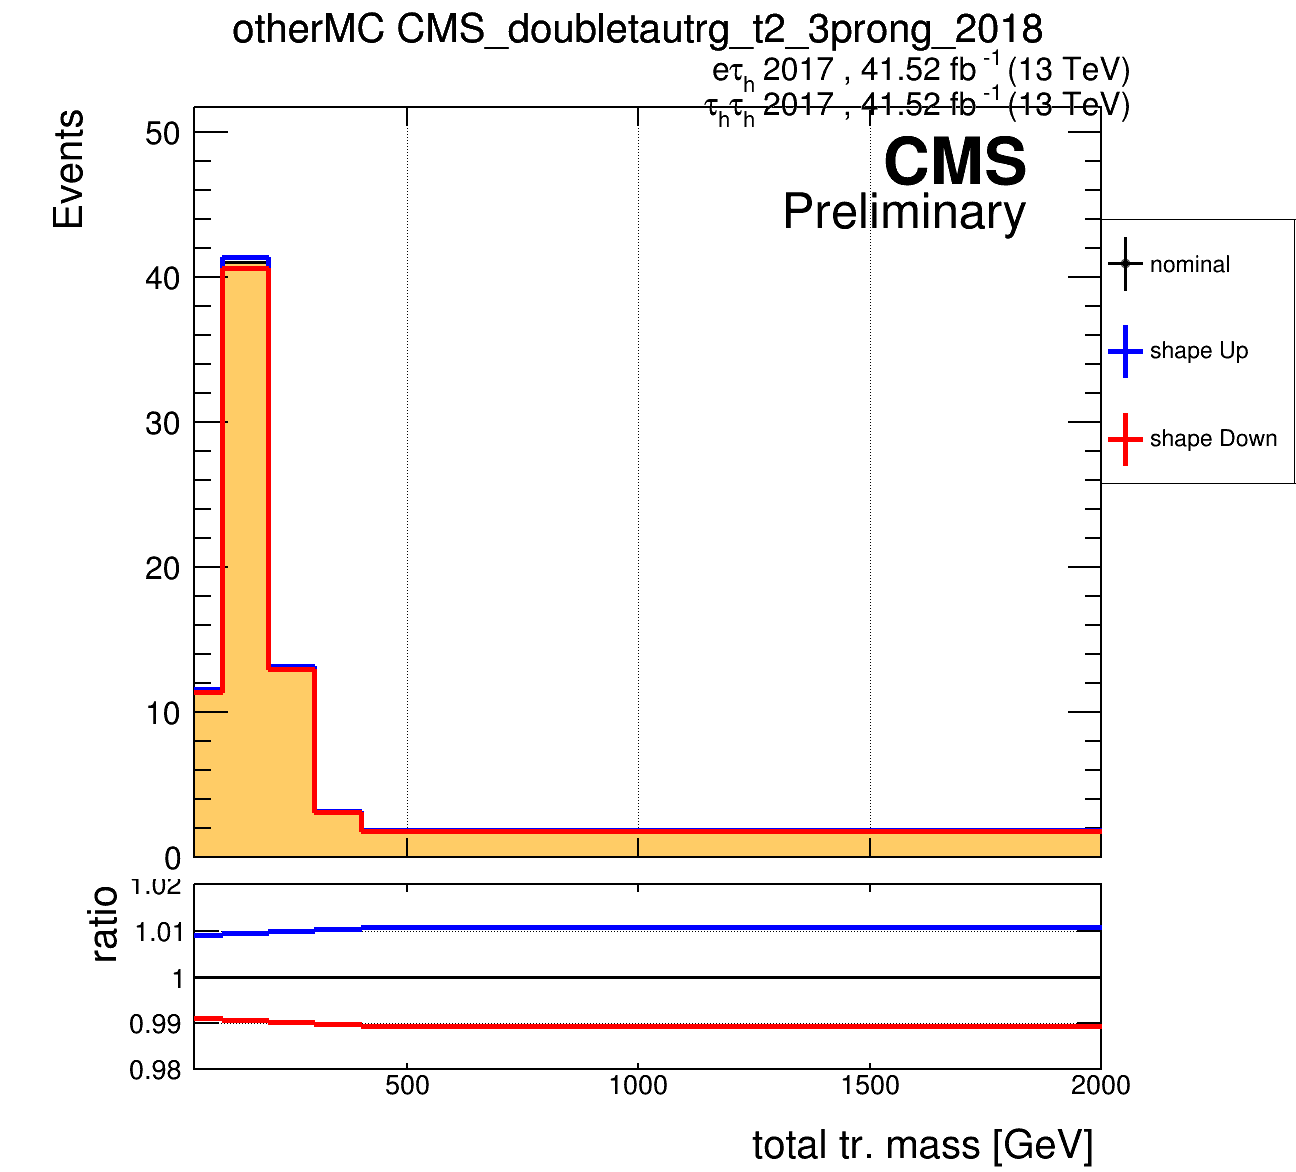 otherMC CMS_doubletautrg_t2_3prong_2018
eτh 2017 , 41.52 fb -1 (13 TeV)
τhτh 2017 , 41.52 fb -1 (13 TeV)
CMS
Preliminary
Events
50
40
30
20
10
0
nominal
shape Up
shape Down
ratio
1.02
1.01
1
0.99
0.98
500 1000 1500 2000
total tr. mass [GeV]